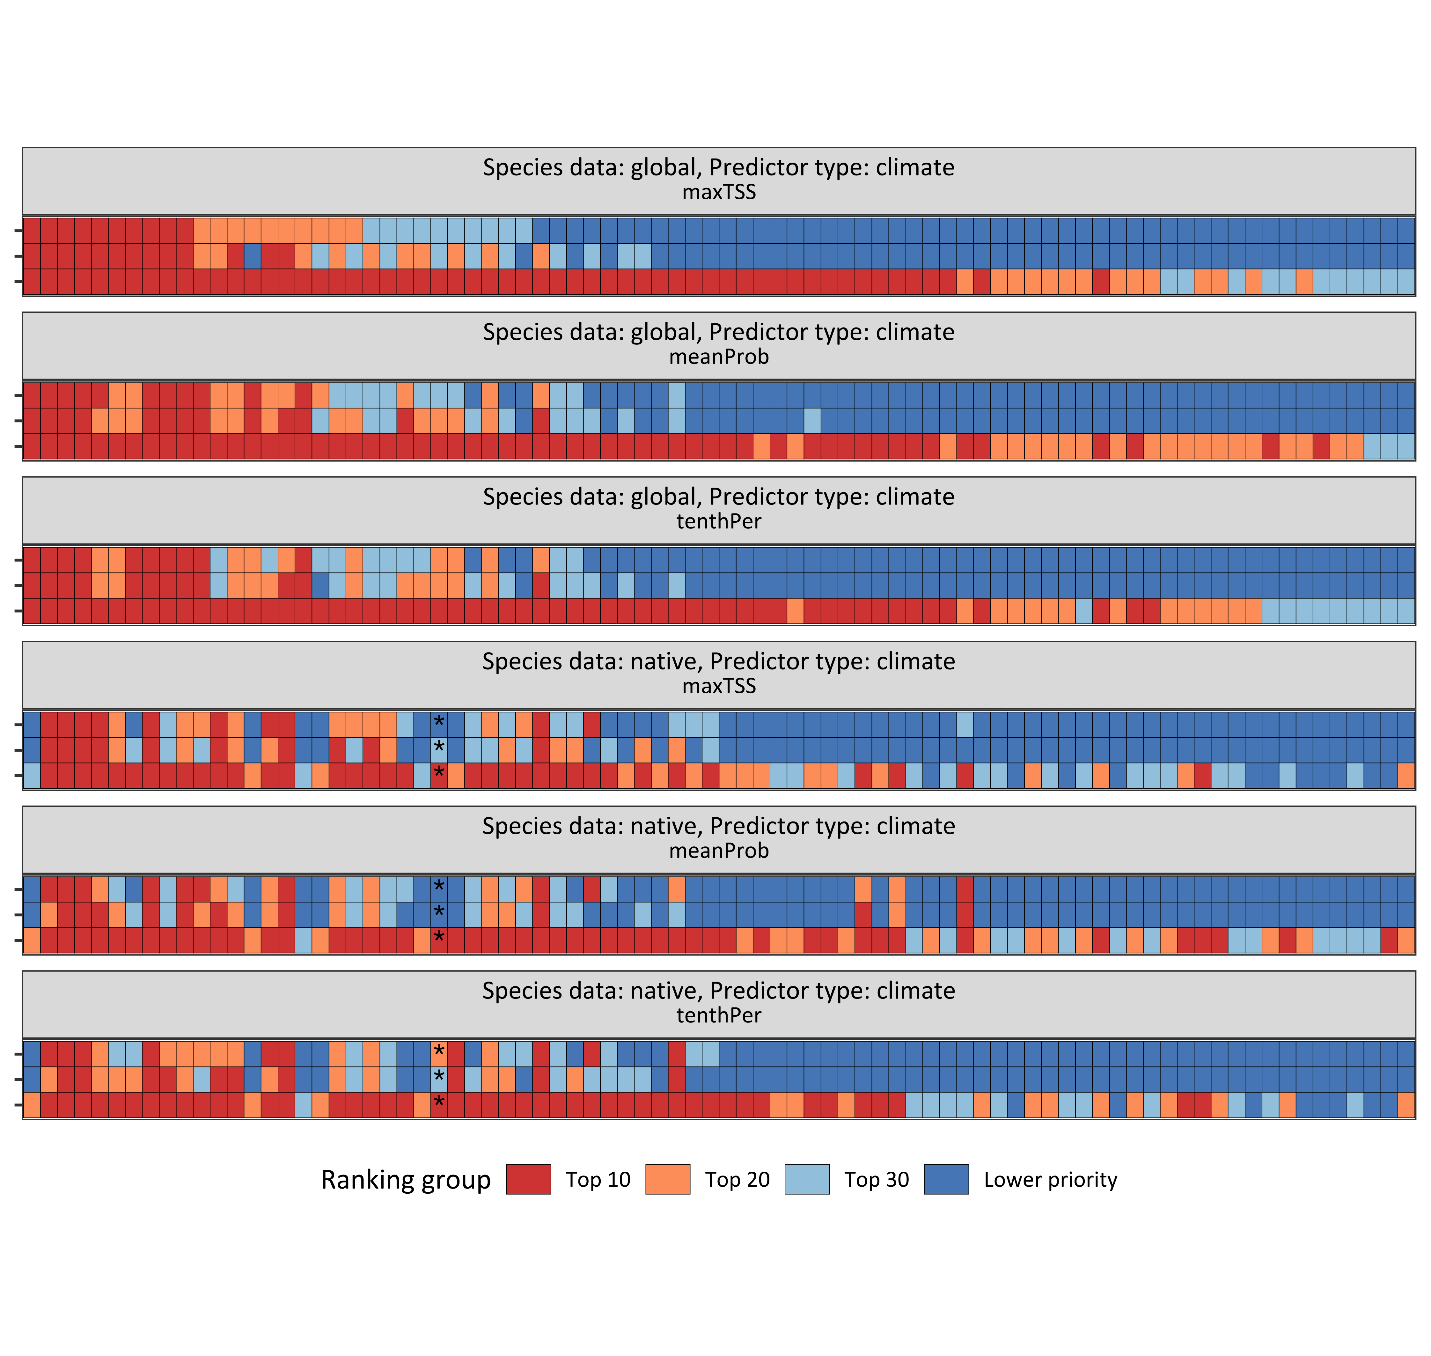 Species data: global, Predictor type: climate
maxTSS
Species data: global, Predictor type: climate
meanProb
Species data: global, Predictor type: climate
tenthPer
Species data: native, Predictor type: climate
maxTSS
*
*
*
Species data: native, Predictor type: climate
meanProb
*
*
*
Species data: native, Predictor type: climate
tenthPer
*
*
*
Ranking group Top 10 Top 20 Top 30 Lower priority